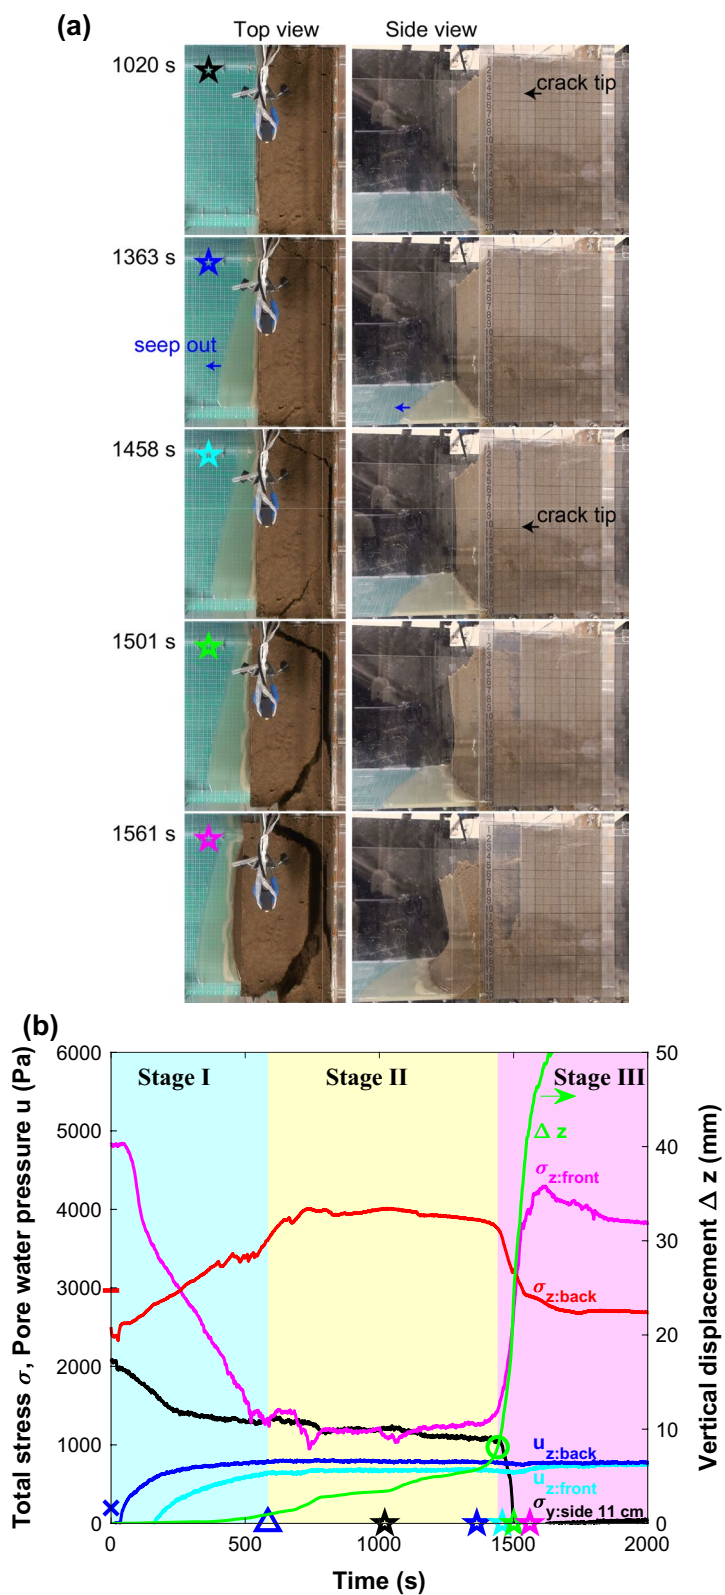 (a)
Top view
Side view
1020 s
crack tip
1363 s
seep out
1458 s
crack tip
1501 s
1561 s
(b)
Total stress σ, Pore water pressure u (Pa)
6000
5000
4000
3000
2000
1000
0
Stage I
Stage II
Stage III
Δ z
σz:front
σz:back
uz:back
uz:front
σy:side 11 cm
50
40
30
20
10
0
Vertical displacement Δ z (mm)
0
500
1000
1500
2000
Time (s)